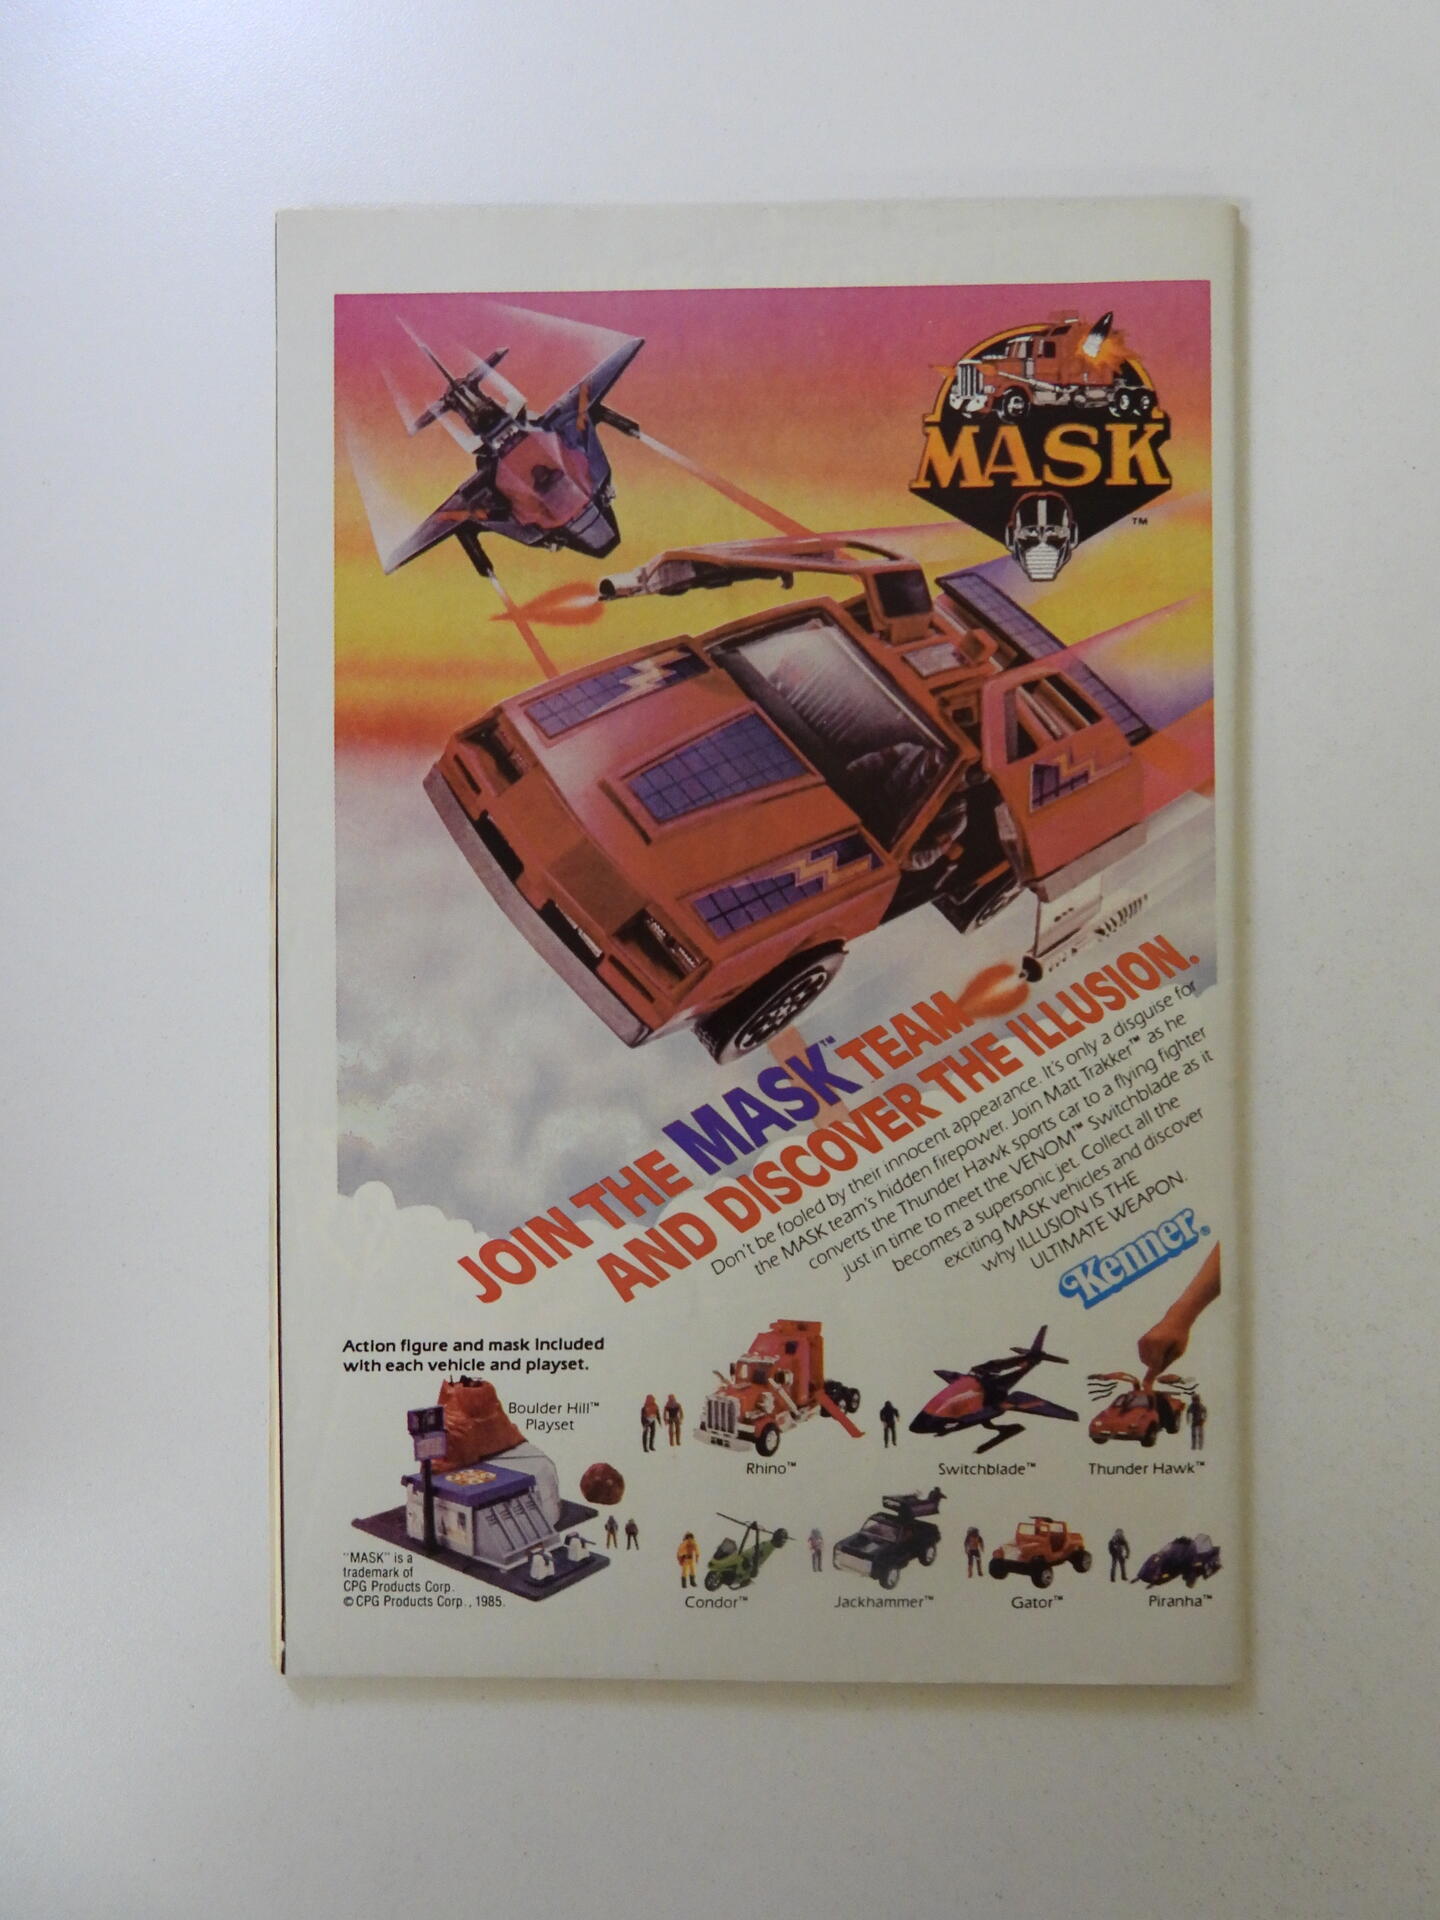 MASK
TM
JOIN THE MASK™ TEAM
AND DISCOVER THE ILLUSION.
Don't be fooled by their innocent appearance. It's only a disguise for
the MASK team's hidden firepower. Join Matt Trakker™ as he
converts the Thunder Hawk sports car to a flying fighter
just in time to meet the VENOM™ Switchblade as it
becomes a supersonic jet. Collect all the
exciting MASK vehicles and discover
why ILLUSION IS THE
ULTIMATE WEAPON.
Kenner®
Action figure and mask included
with each vehicle and playset.
Boulder Hill™
Playset
Rhino™
Switchblade™
Thunder Hawk™
"MASK" is a
trademark of
CPG Products Corp.
© CPG Products Corp., 1985.
Condor™
Jackhammer™
Gator™
Piranha™